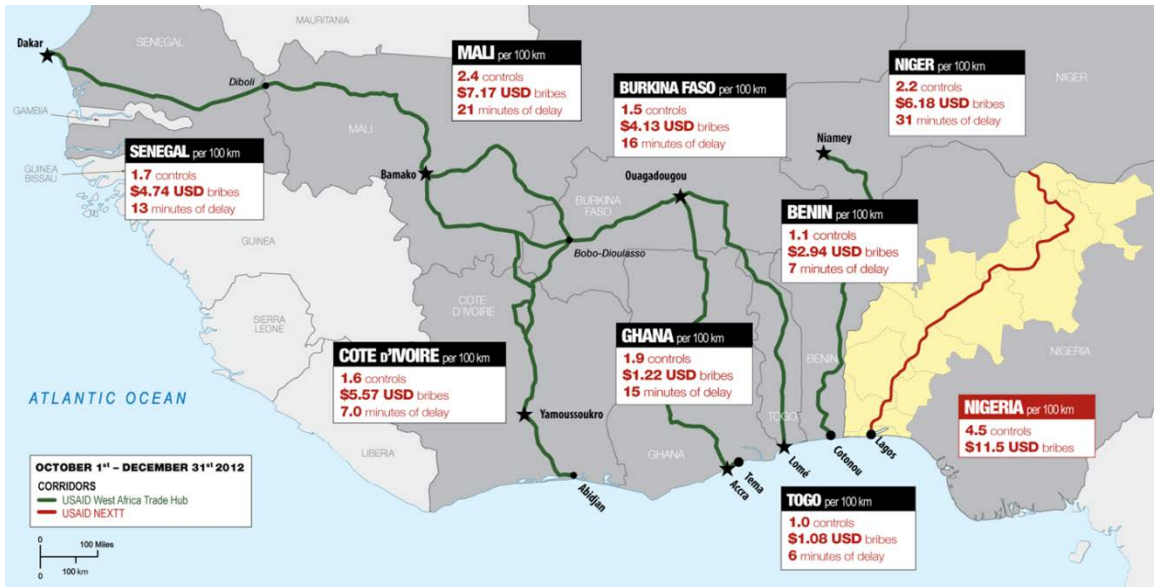 MAURITANIA
Dakar
SENEGAL
Diboli
MALI per 100 km
2.4 controls
$7.17 USD bribes
21 minutes of delay
BURKINA FASO per 100 km
1.5 controls
$4.13 USD bribes
16 minutes of delay
NIGER per 100 km
2.2 controls
$6.18 USD bribes
31 minutes of delay
NIGER
GAMBIA
MALI
Niamey
SENEGAL per 100 km
1.7 controls
$4.74 USD bribes
13 minutes of delay
GUINEA
BISSAU
Bamako
Ouagadougou
BURKINA
FASO
BENIN per 100 km
1.1 controls
$2.94 USD bribes
7 minutes of delay
GUINEA
Bobo-Dioulasso
COTE
D'IVOIRE
SIERRA
LEONE
GHANA per 100 km
1.9 controls
$1.22 USD bribes
15 minutes of delay
BENIN
NIGERIA
COTE D'IVOIRE per 100 km
1.6 controls
$5.57 USD bribes
7.0 minutes of delay
ATLANTIC OCEAN
Yamoussoukro
TOGO
NIGERIA per 100 km
4.5 controls
$11.5 USD bribes
LIBERIA
GHANA
Abidjan
Accra
Tema
Lomé
Cotonou
Lagos
OCTOBER 1st – DECEMBER 31st 2012
CORRIDORS
USAID West Africa Trade Hub
USAID NEXTT
TOGO per 100 km
1.0 controls
$1.08 USD bribes
6 minutes of delay
0 100 Miles
0 100 km